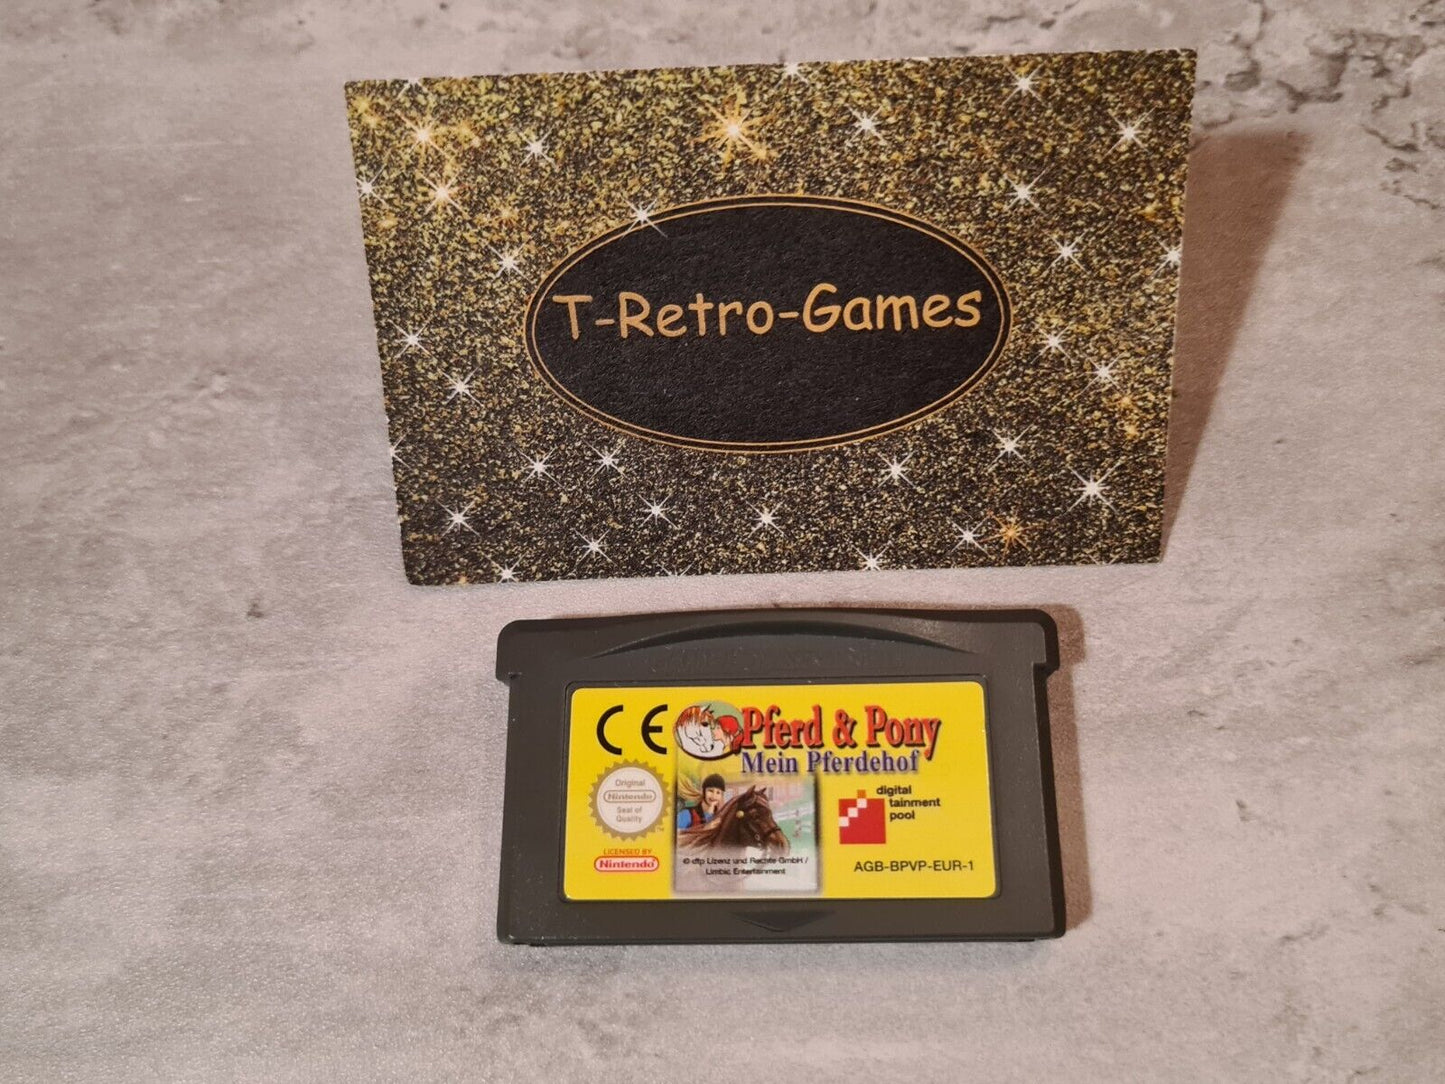 T-Retro-Games
CE
Pferd & Pony
Mein Pferdehof
Original
Nintendo
Seal of
Quality
TM
LICENSED BY
Nintendo
digital
tainment
pool
© dtp Lizenz und Rechte GmbH /
Limbic Entertainment
AGB-BPVP-EUR-1